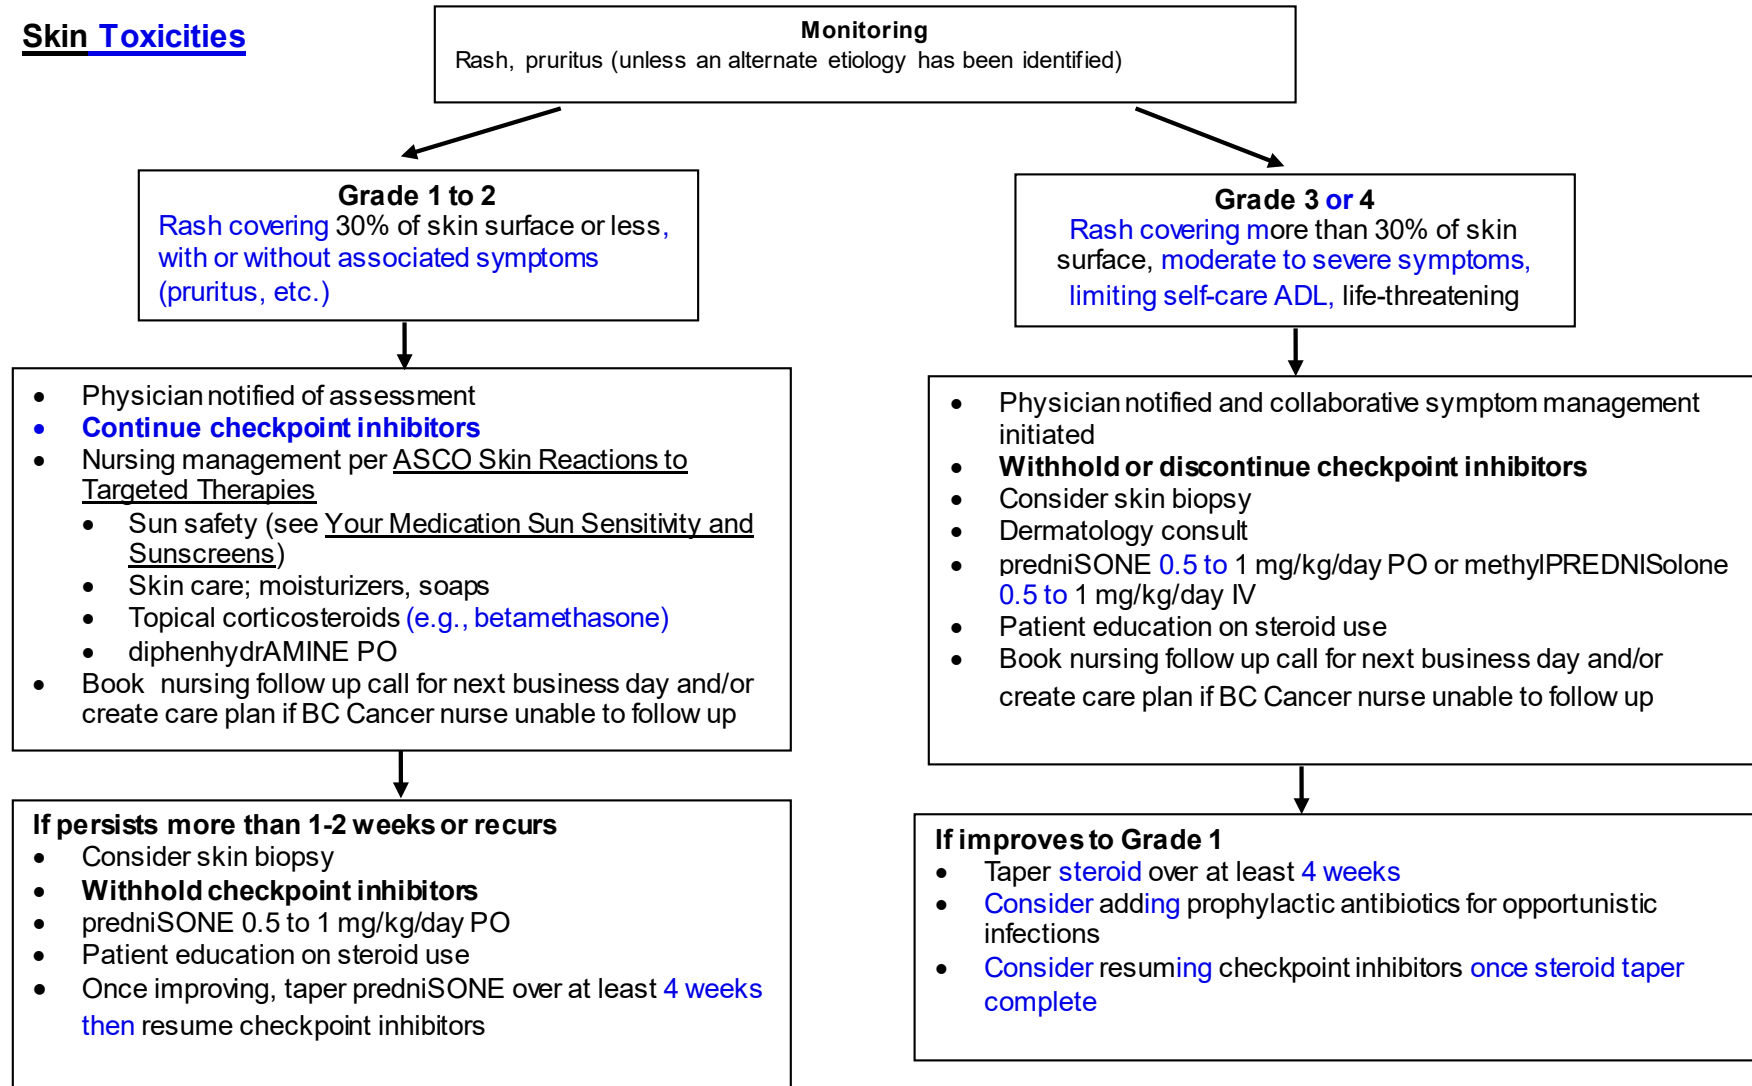 Skin Toxicities
Monitoring
Rash, pruritus (unless an alternate etiology has been identified)
Grade 1 to 2
Rash covering 30% of skin surface or less,
with or without associated symptoms
(pruritus, etc.)
• Physician notified of assessment
• Continue checkpoint inhibitors
• Nursing management per ASCO Skin Reactions to
Targeted Therapies
• Sun safety (see Your Medication Sun Sensitivity and
Sunscreens)
• Skin care; moisturizers, soaps
• Topical corticosteroids (e.g., betamethasone)
• diphenhydrAMINE PO
• Book nursing follow up call for next business day and/or
create care plan if BC Cancer nurse unable to follow up
If persists more than 1-2 weeks or recurs
• Consider skin biopsy
• Withhold checkpoint inhibitors
• predniSONE 0.5 to 1 mg/kg/day PO
• Patient education on steroid use
• Once improving, taper predniSONE over at least 4 weeks
then resume checkpoint inhibitors
Grade 3 or 4
Rash covering more than 30% of skin
surface, moderate to severe symptoms,
limiting self-care ADL, life-threatening
• Physician notified and collaborative symptom management
initiated
• Withhold or discontinue checkpoint inhibitors
• Consider skin biopsy
• Dermatology consult
• predniSONE 0.5 to 1 mg/kg/day PO or methylPREDNISolone
0.5 to 1 mg/kg/day IV
• Patient education on steroid use
• Book nursing follow up call for next business day and/or
create care plan if BC Cancer nurse unable to follow up
If improves to Grade 1
• Taper steroid over at least 4 weeks
• Consider adding prophylactic antibiotics for opportunistic
infections
• Consider resuming checkpoint inhibitors once steroid taper
complete